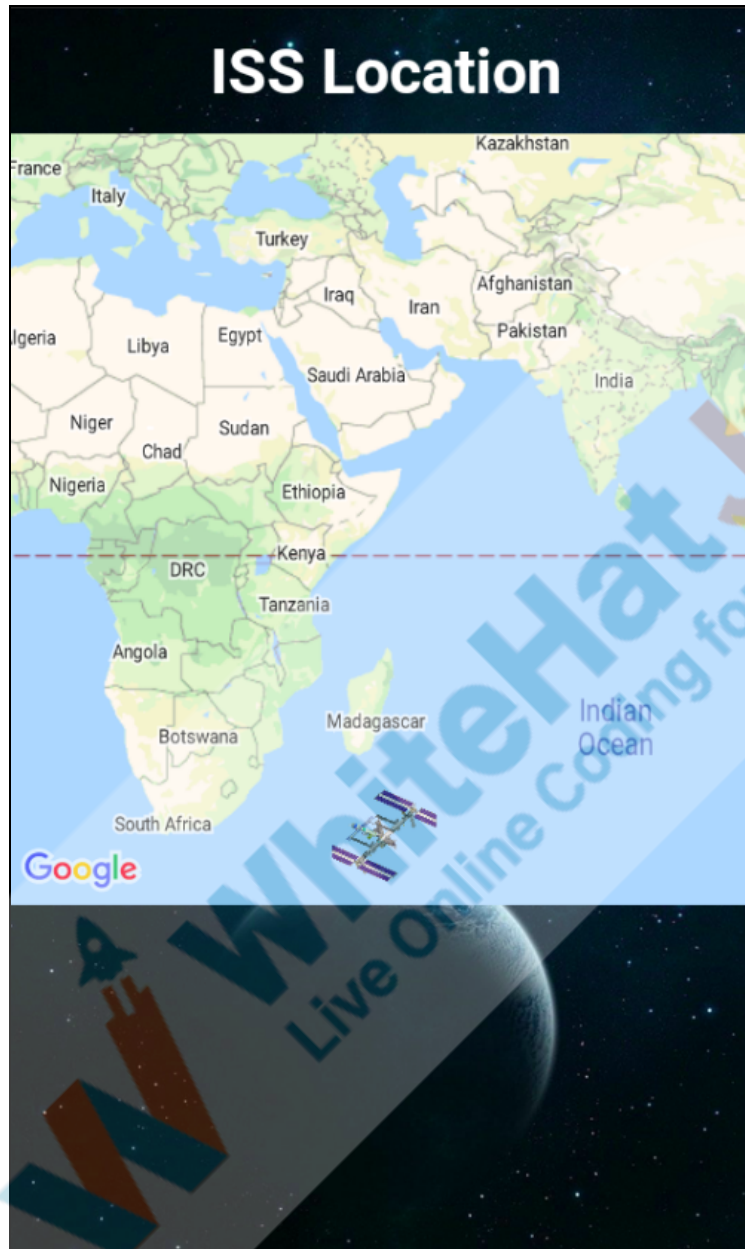 ISS Location
Kazakhstan
France
Italy
Turkey
Afghanistan
Iraq
Iran
Pakistan
lgeria
Libya
Egypt
Saudi Arabia
India
Niger
Sudan
Chad
Nigeria
Ethiopia
Kenya
DRC
Tanzania
Angola
Madagascar
Indian
Ocean
Botswana
South Africa
Google
WhiteHat J
Live Online Coding for